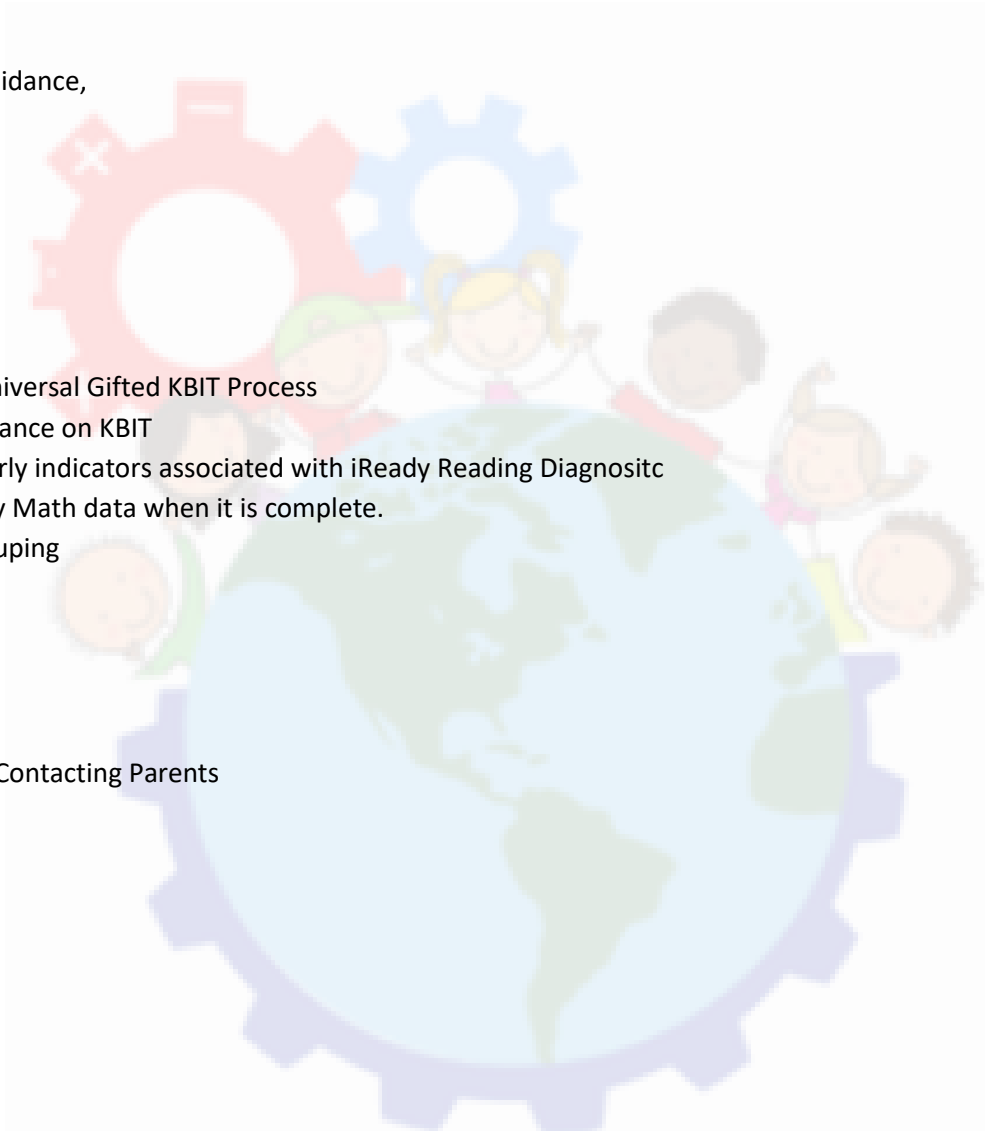 idance,
niversal Gifted KBIT Process
ance on KBIT
rly indicators associated with iReady Reading Diagnositc
y Math data when it is complete.
uping
Contacting Parents